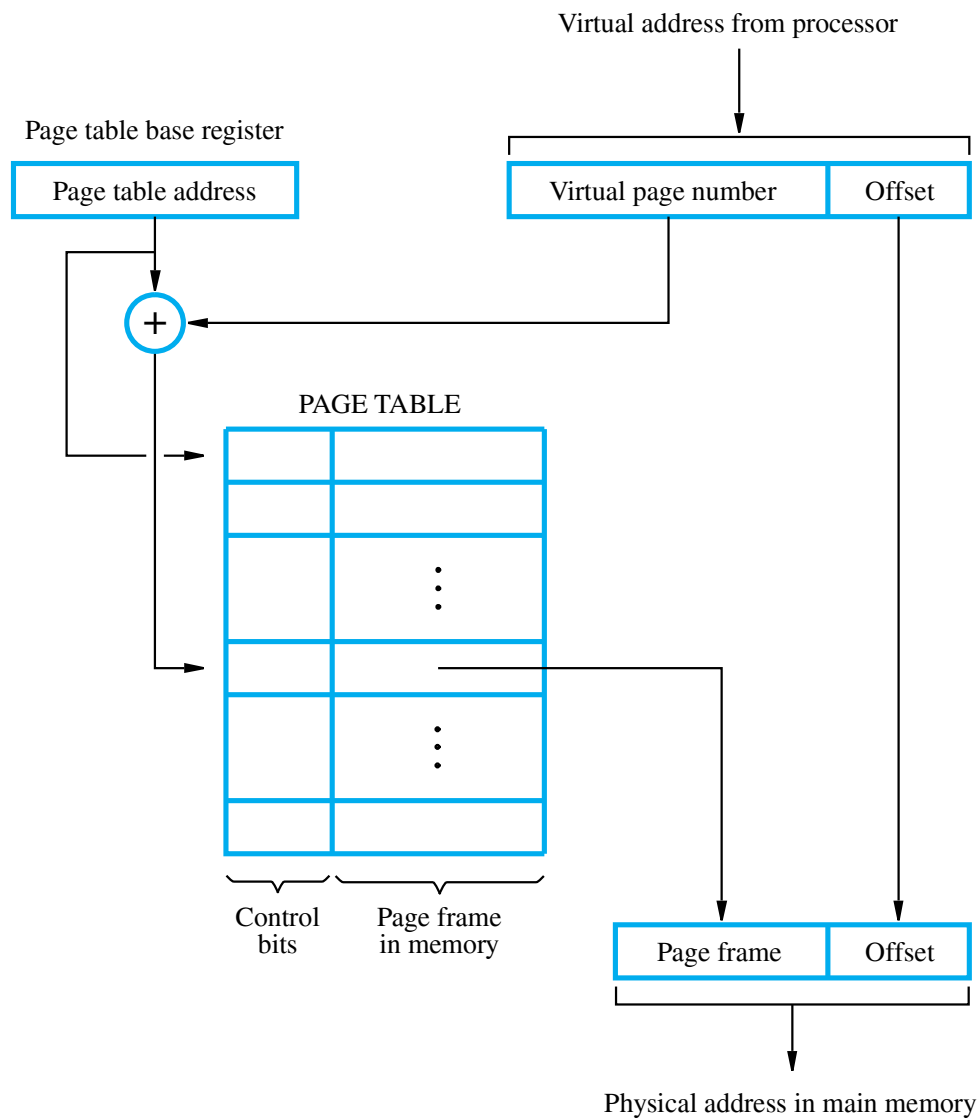 Virtual address from processor
Page table base register
Page table address
Virtual page number
Offset
+
PAGE TABLE
Control
bits
Page frame
in memory
Page frame
Offset
Physical address in main memory